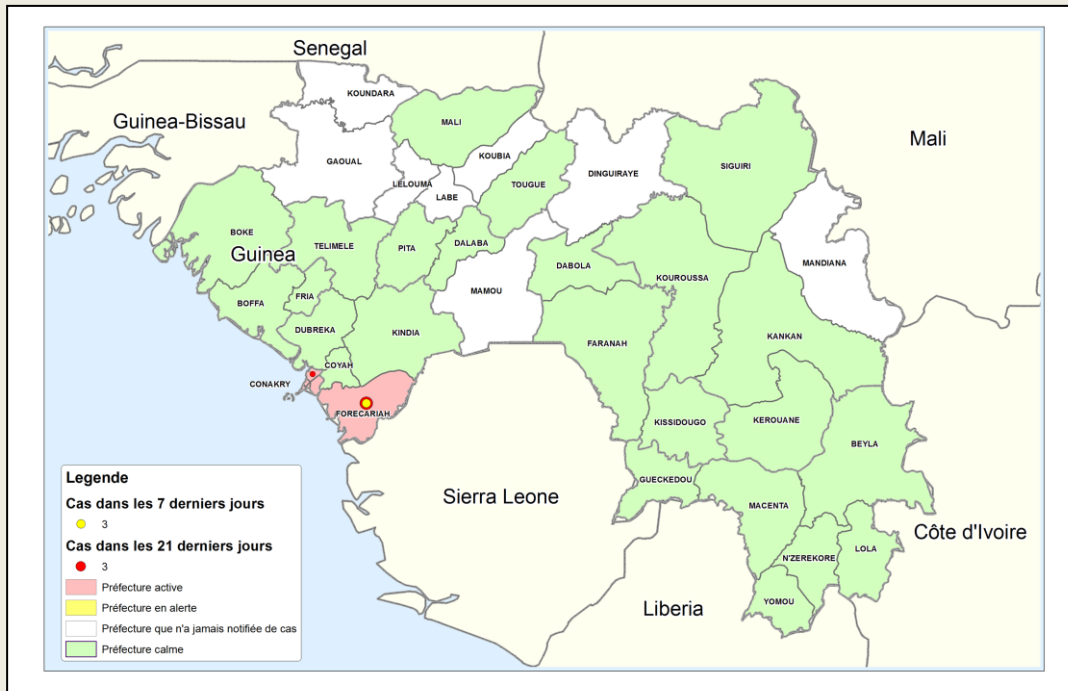 Senegal
KOUNDARA
Guinea-Bissau
MALI
Mali
GAOUAL
KOUBIA
SIGUIRI
LELOUMA
DINGUIRAYE
TOUGUE
LABE
BOKE
TELIMELE
PITA
DALABA
Guinea
MANDIANA
DABOLA
KOUROUSSA
MAMOU
FRIA
BOFFA
DUBREKA
KINDIA
KANKAN
FARANAH
COYAH
CONAKRY
FORECARIAH
KISSIDOUGO
KEROUANE
BEYLA
GUECKEDOU
Sierra Leone
MACENTA
Côte d'Ivoire
LOLA
N'ZEREKORE
YOMOU
Liberia
Legende
Cas dans les 7 derniers jours
3
Cas dans les 21 derniers jours
3
Préfecture active
Préfecture en alerte
Préfecture que n'a jamais notifiée de cas
Préfecture calme